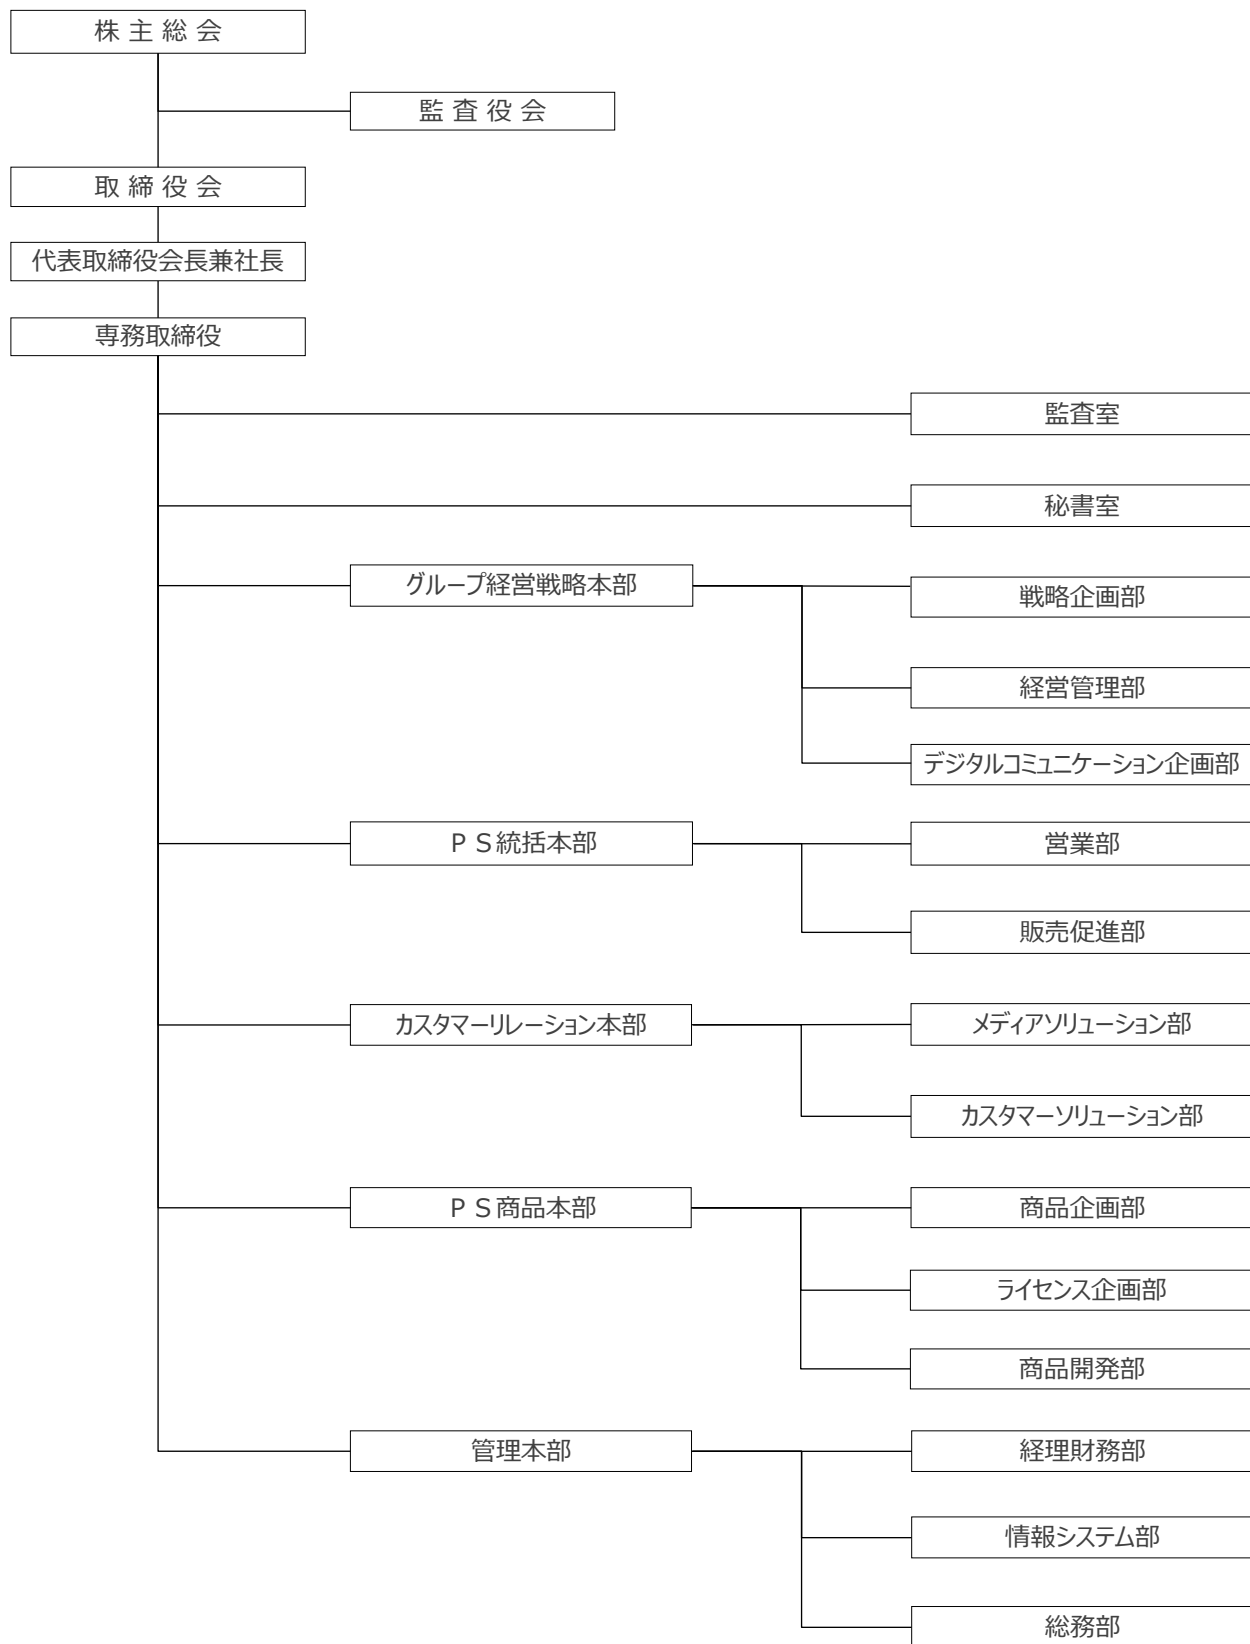 株主総会
監査役会
取締役会
代表取締役会長兼社長
専務取締役
監査室
秘書室
グループ経営戦略本部
戦略企画部
経営管理部
デジタルコミュニケーション企画部
ＰＳ統括本部
営業部
販売促進部
カスタマーリレーション本部
メディアソリューション部
カスタマーソリューション部
ＰＳ商品本部
商品企画部
ライセンス企画部
商品開発部
管理本部
経理財務部
情報システム部
総務部